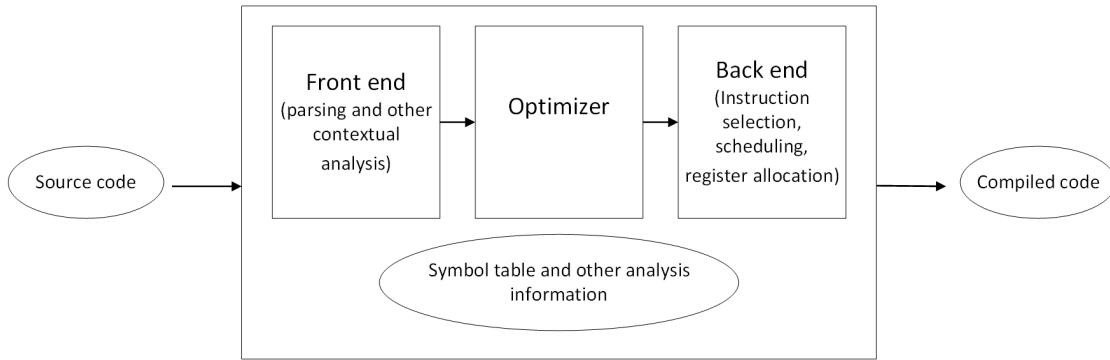 Source code
Front end
(parsing and other
contextual
analysis)
Optimizer
Back end
(Instruction
selection,
scheduling,
register allocation)
Symbol table and other analysis
information
Compiled code